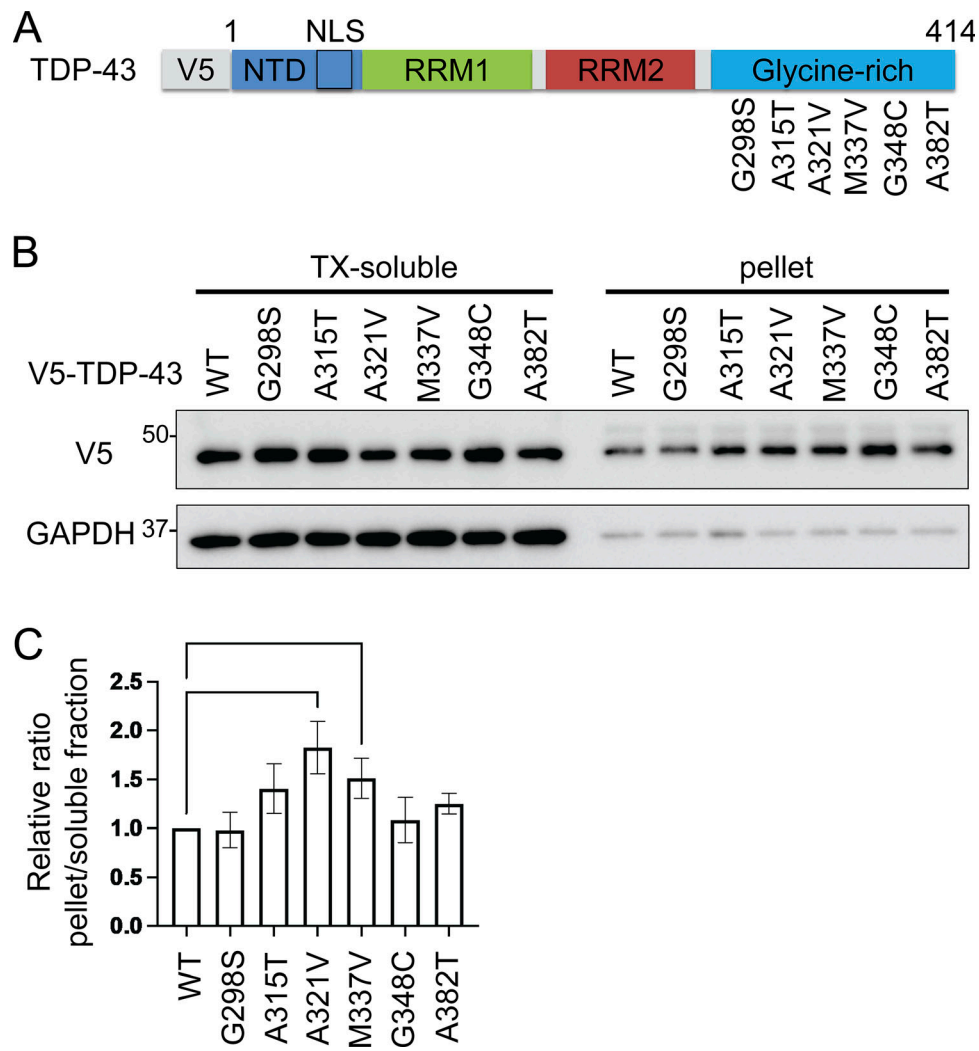 A
1 NLS 414
TDP-43 V5 NTD RRM1 RRM2 Glycine-rich
G298S A315T A321V M337V G348C A382T
B
TX-soluble pellet
V5-TDP-43 WT G298S A315T A321V M337V G348C A382T WT G298S A315T A321V M337V G348C A382T
50
V5
GAPDH 37
C
Relative ratio
pellet/soluble fraction
2.5
2.0
1.5
1.0
0.5
0.0
WT G298S A315T A321V M337V G348C A382T